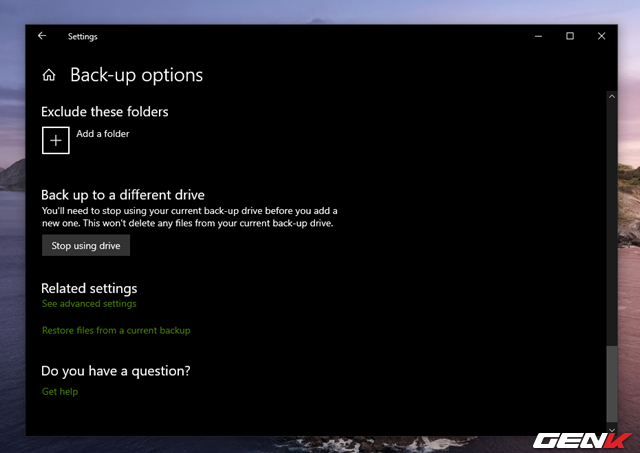 Settings
Back-up options
Exclude these folders
Add a folder
Back up to a different drive
You'll need to stop using your current back-up drive before you add a
new one. This won't delete any files from your current back-up drive.
Stop using drive
Related settings
See advanced settings
Restore files from a current backup
Do you have a question?
Get help
GENK